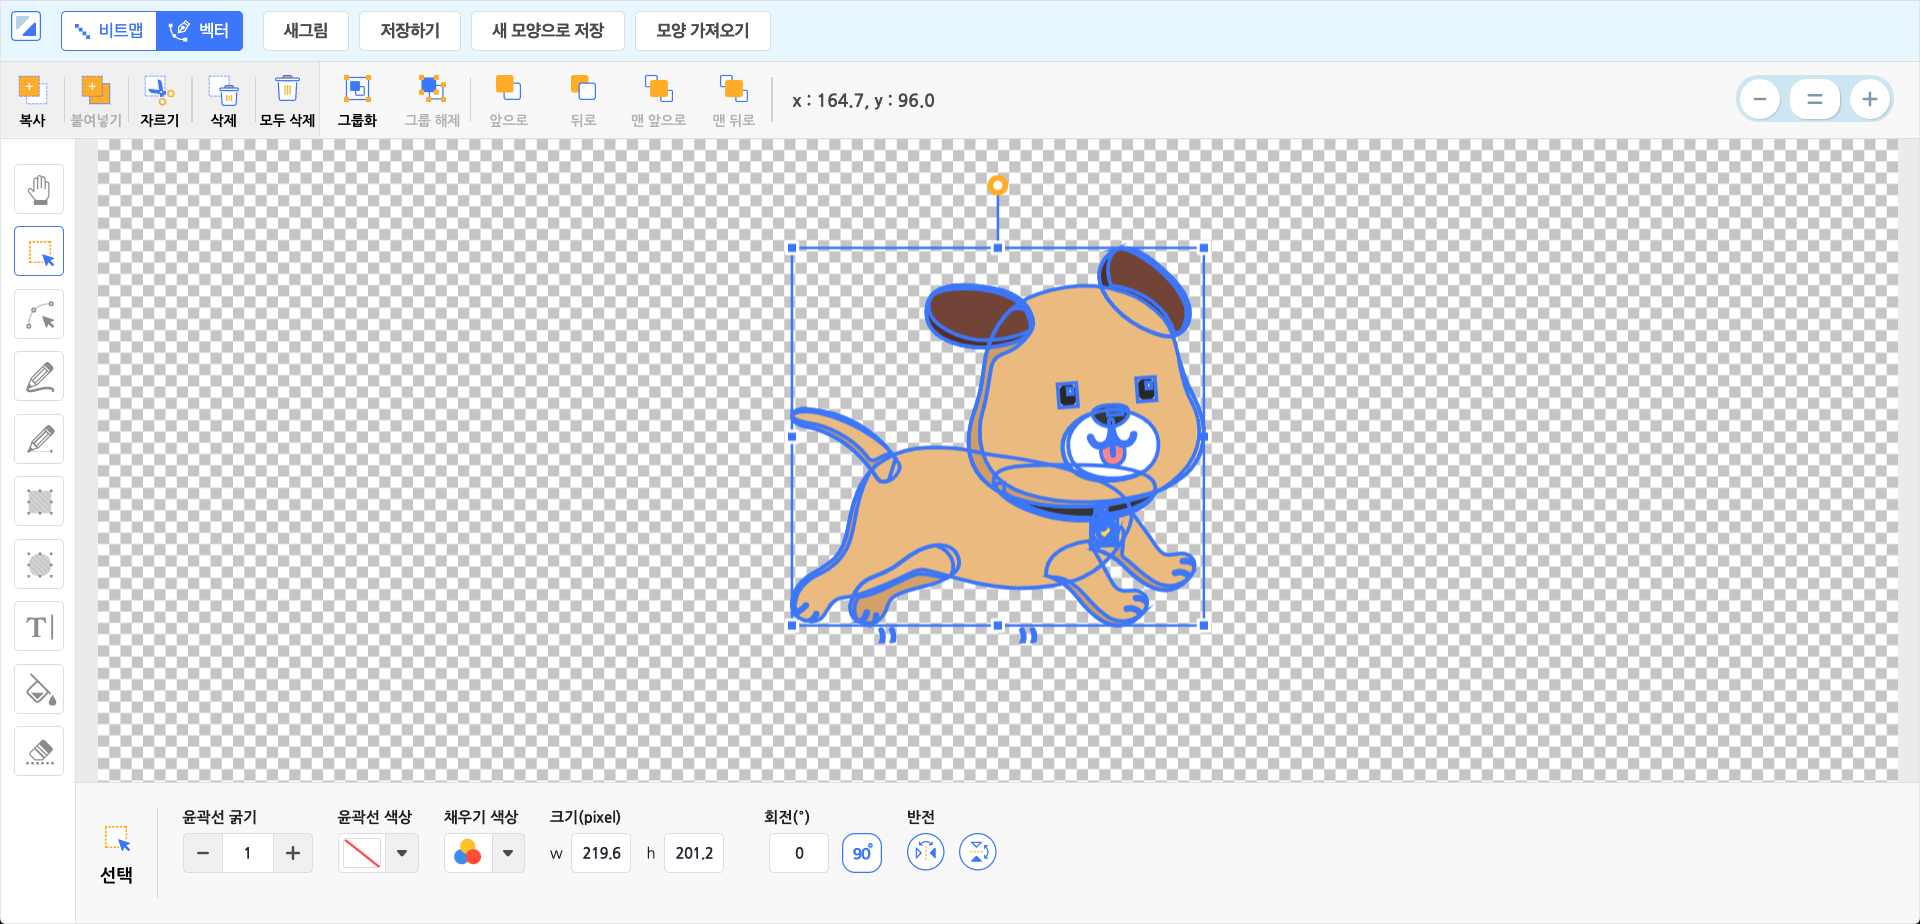 비트맵 벡터 새그림 저장하기 새 모양으로 저장 모양 가져오기
복사 붙여넣기 자르기 삭제 모두 삭제 그룹화 그룹 해제 앞으로 뒤로 맨 앞으로 맨 뒤로 x : 164.7, y : 96.0
T
윤곽선 굵기 윤곽선 색상 채우기 색상 크기(pixel) 회전(°) 반전
1 w 219.6 h 201.2 0 90°
선택